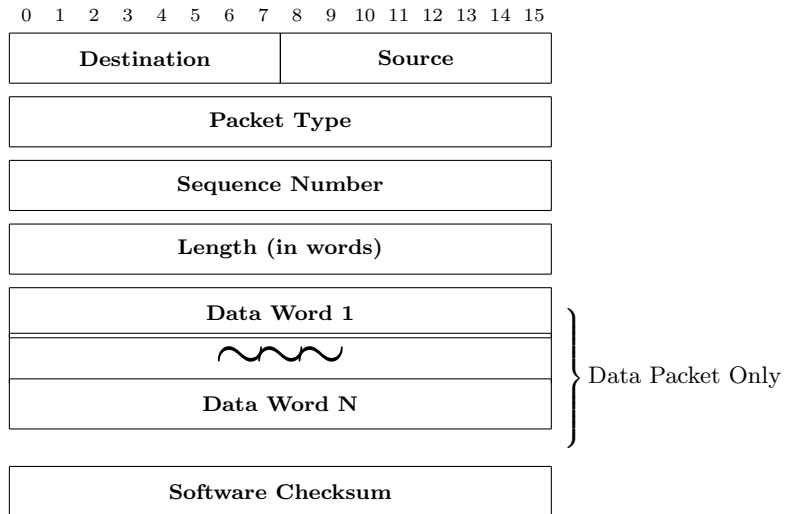 0 1 2 3 4 5 6 7 8 9 10 11 12 13 14 15
Destination Source
Packet Type
Sequence Number
Length (in words)
Data Word 1
Data Packet Only
Data Word N
Software Checksum